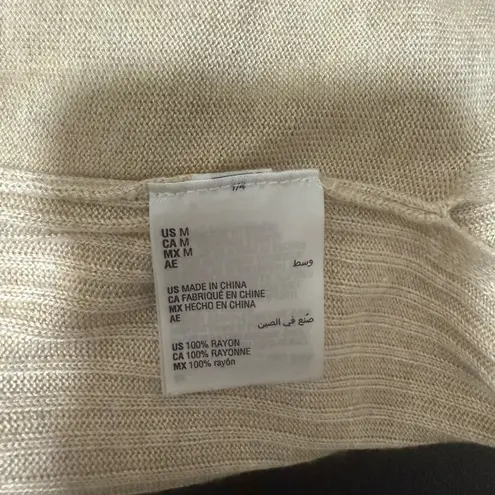 US M
CA M
MX M
AE وسط
US MADE IN CHINA
CA FABRIQUÉ EN CHINE
MX HECHO EN CHINA
AE صُنع في الصين
US 100% RAYON
CA 100% RAYONNE
MX 100% rayón